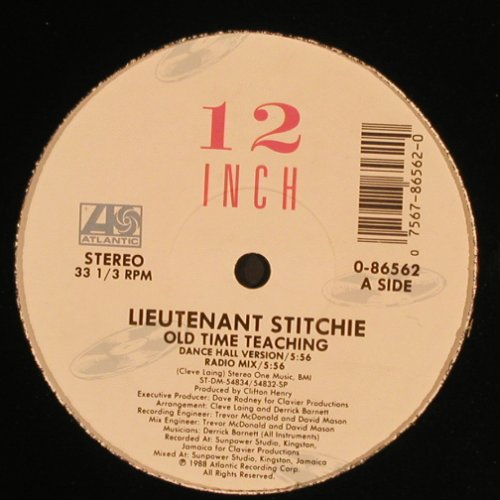 12
INCH
ATLANTIC
STEREO
33 1/3 RPM
0 7567-86562-0
0-86562
A SIDE
LIEUTENANT STITCHIE
OLD TIME TEACHING
DANCE HALL VERSION/5:56
RADIO MIX/5:56
(Cleve Laing) Stereo One Music, BMI
ST-DM-54834/54832-SP
Produced by Clifton Henry
Executive Producer: Dave Rodney for Clavier Productions
Arrangement: Cleve Laing and Derrick Barnett
Recording Engineer: Trevor McDonald and David Mason
Mix Engineer: Trevor McDonald and David Mason
Musicians: Derrick Barnett (All Instruments)
Recorded At: Sunpower Studio, Kingston,
Jamaica for Clavier Productions
Mixed At: Sunpower Studio, Kingston, Jamaica
℗ 1988 Atlantic Recording Corp.
All Rights Reserved.